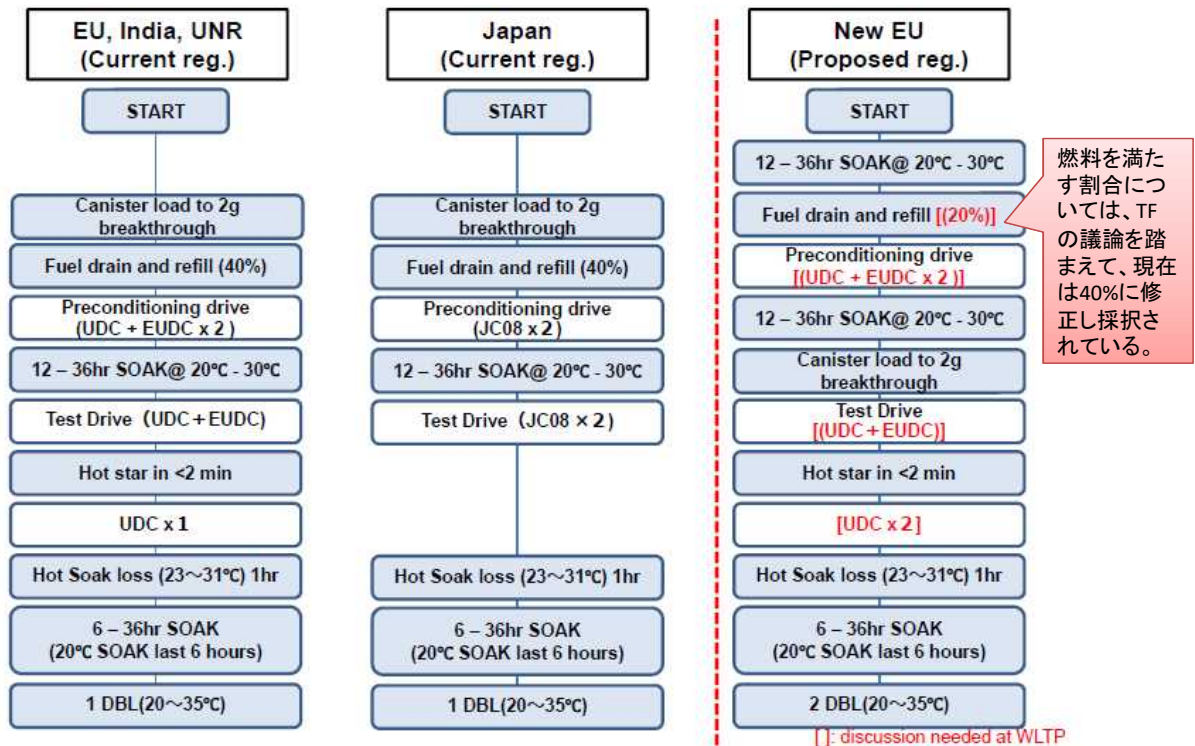 EU, India, UNR
(Current reg.)
START
Canister load to 2g
breakthrough
Fuel drain and refill (40%)
Preconditioning drive
(UDC + EUDC x 2 )
12 – 36hr SOAK@ 20℃ - 30℃
Test Drive (UDC+EUDC)
Hot star in <2 min
UDC x 1
Hot Soak loss (23～31℃) 1hr
6 – 36hr SOAK
(20℃ SOAK last 6 hours)
1 DBL(20～35℃)
Japan
(Current reg.)
START
Canister load to 2g
breakthrough
Fuel drain and refill (40%)
Preconditioning drive
(JC08 x 2 )
12 – 36hr SOAK@ 20℃ - 30℃
Test Drive (JC08 × 2)
Hot Soak loss (23～31℃) 1hr
6 – 36hr SOAK
(20℃ SOAK last 6 hours)
1 DBL(20～35℃)
New EU
(Proposed reg.)
START
12 – 36hr SOAK@ 20℃ - 30℃
Fuel drain and refill [(20%)]
Preconditioning drive
[(UDC + EUDC x 2 )]
12 – 36hr SOAK@ 20℃ - 30℃
Canister load to 2g
breakthrough
Test Drive
[(UDC+EUDC)]
Hot star in <2 min
[UDC x 2]
Hot Soak loss (23～31℃) 1hr
6 – 36hr SOAK
(20℃ SOAK last 6 hours)
2 DBL(20～35℃)
[ ]: discussion needed at WLTP
燃料を満た
す割合につ
いては、TF
の議論を踏
まえて、現在
は40%に修
正し採択さ
れている。